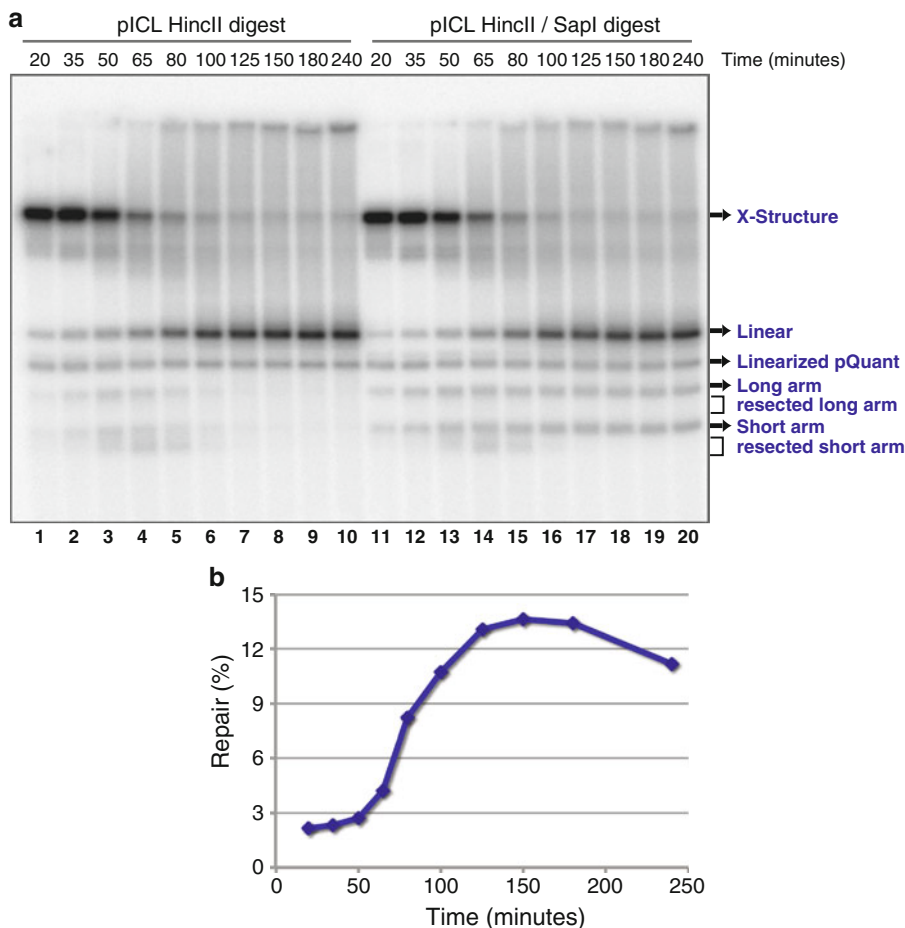 a
pICL HincII digest pICL HincII / SapI digest
20 35 50 65 80 100 125 150 180 240 20 35 50 65 80 100 125 150 180 240 Time (minutes)
X-Structure
Linear
Linearized pQuant
Long arm
resected long arm
Short arm
resected short arm
1 2 3 4 5 6 7 8 9 10 11 12 13 14 15 16 17 18 19 20
b
15
12
9
6
3
0
Repair (%)
0 50 100 150 200 250
Time (minutes)